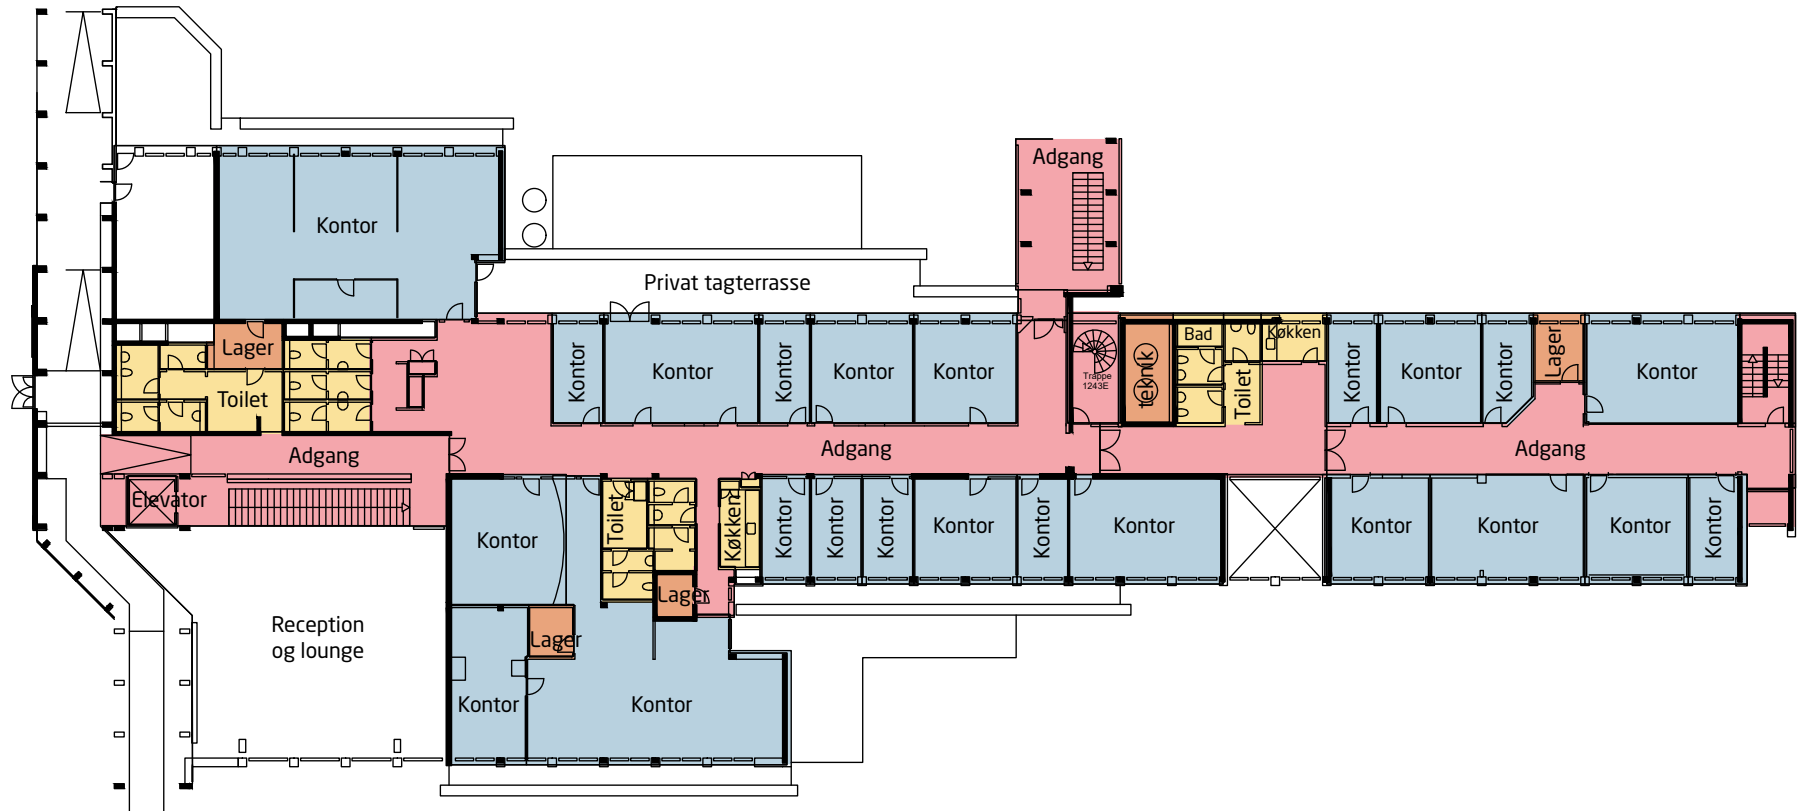 Adgang
Kontor
Privat tagterrasse
Lager
Toilet
Kontor
Kontor
Kontor
Kontor
Kontor
Trappe
1243E
teknik
Bad
Toilet
Køkken
Kontor
Kontor
Kontor
Lager
Kontor
Adgang
Adgang
Adgang
Elevator
Kontor
Toilet
Køkken
Kontor
Kontor
Kontor
Kontor
Kontor
Kontor
Kontor
Kontor
Kontor
Kontor
Lager
Reception
og lounge
Lager
Kontor
Kontor